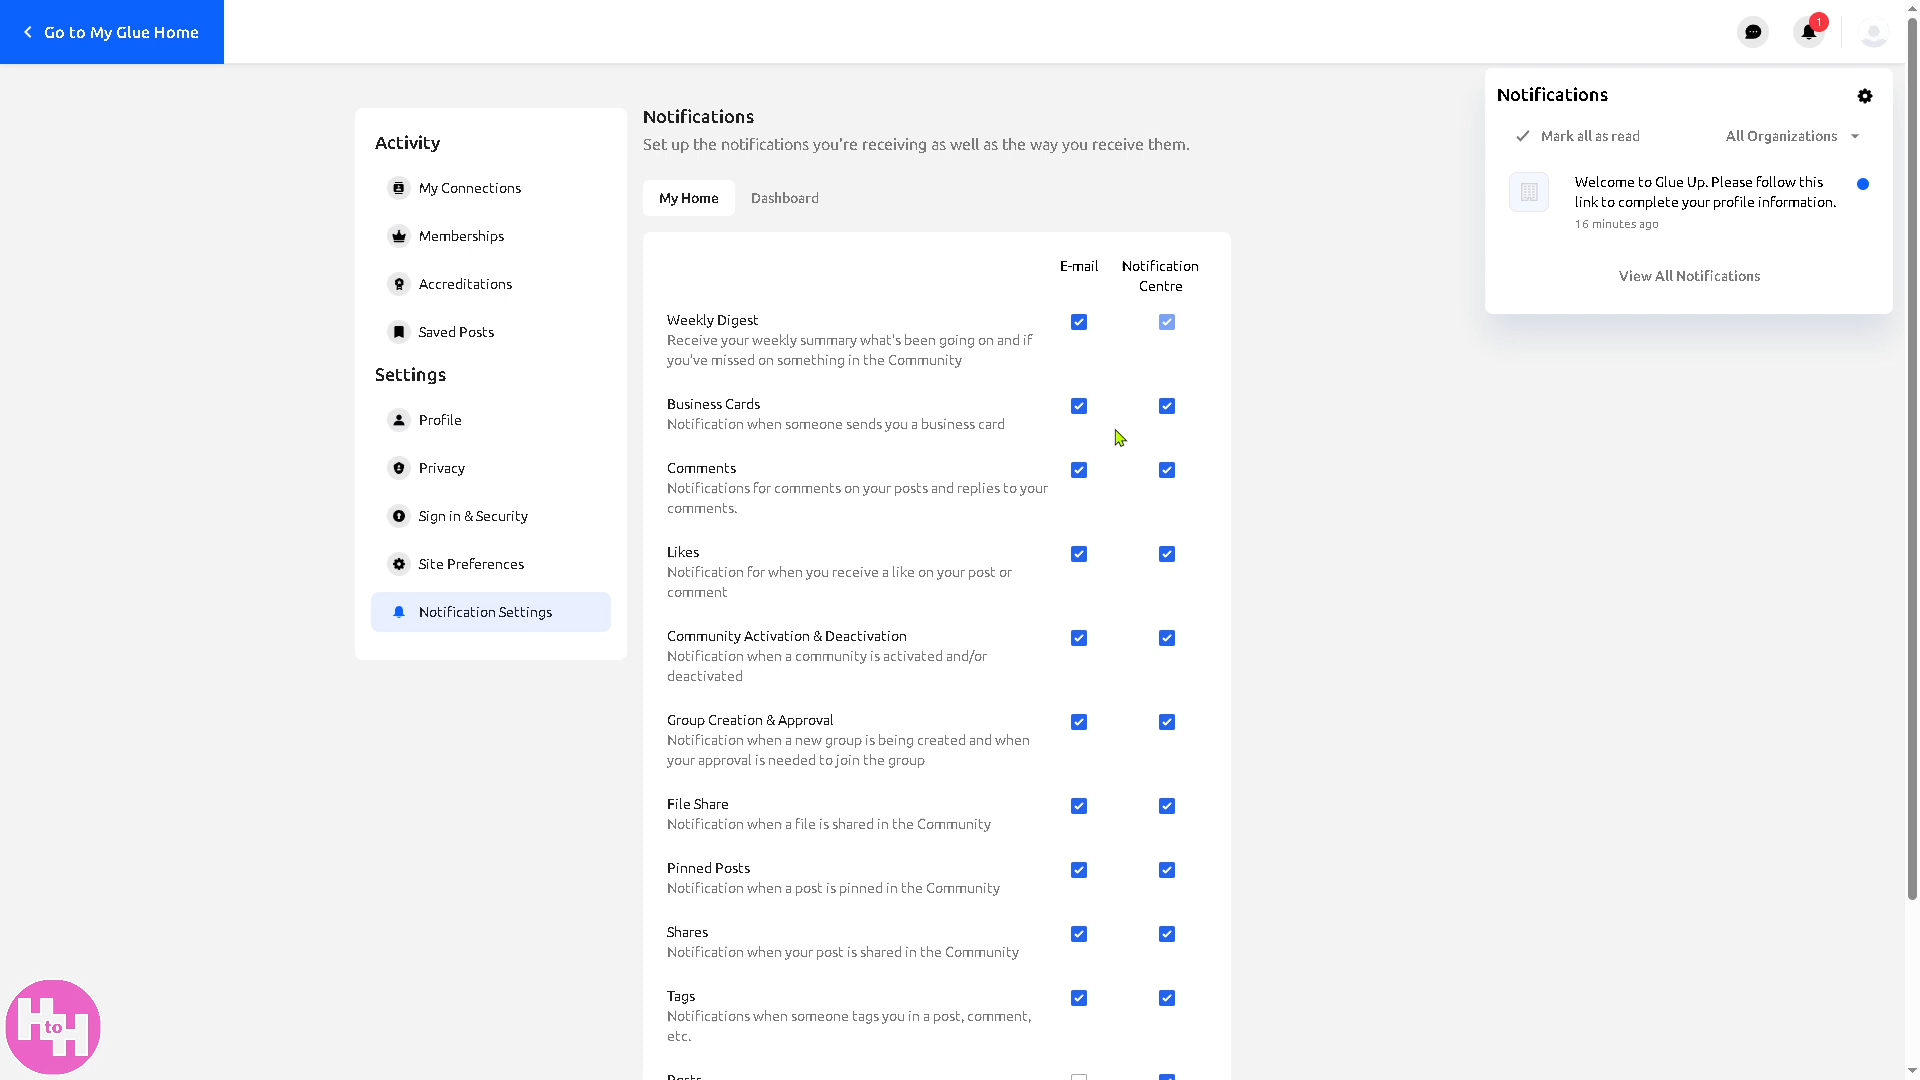 Go to My Glue Home
1
Activity
My Connections
Memberships
Accreditations
Saved Posts
Settings
Profile
Privacy
Sign in & Security
Site Preferences
Notification Settings
Notifications
Set up the notifications you're receiving as well as the way you receive them.
My Home
Dashboard
E-mail
Notification
Centre
Weekly Digest
Receive your weekly summary what's been going on and if
you've missed on something in the Community
Business Cards
Notification when someone sends you a business card
Comments
Notifications for comments on your posts and replies to your
comments.
Likes
Notification for when you receive a like on your post or
comment
Community Activation & Deactivation
Notification when a community is activated and/or
deactivated
Group Creation & Approval
Notification when a new group is being created and when
your approval is needed to join the group
File Share
Notification when a file is shared in the Community
Pinned Posts
Notification when a post is pinned in the Community
Shares
Notification when your post is shared in the Community
Tags
Notifications when someone tags you in a post, comment,
etc.
Posts
Notifications
Mark all as read
All Organizations
Welcome to Glue Up. Please follow this
link to complete your profile information.
16 minutes ago
View All Notifications
H to H